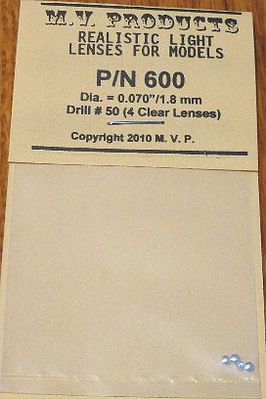 M.V. PRODUCTS
REALISTIC LIGHT
LENSES FOR MODELS
P/N 600
Dia. = 0.070"/1.8 mm
Drill # 50 (4 Clear Lenses)
Copyright 2010 M. V. P.